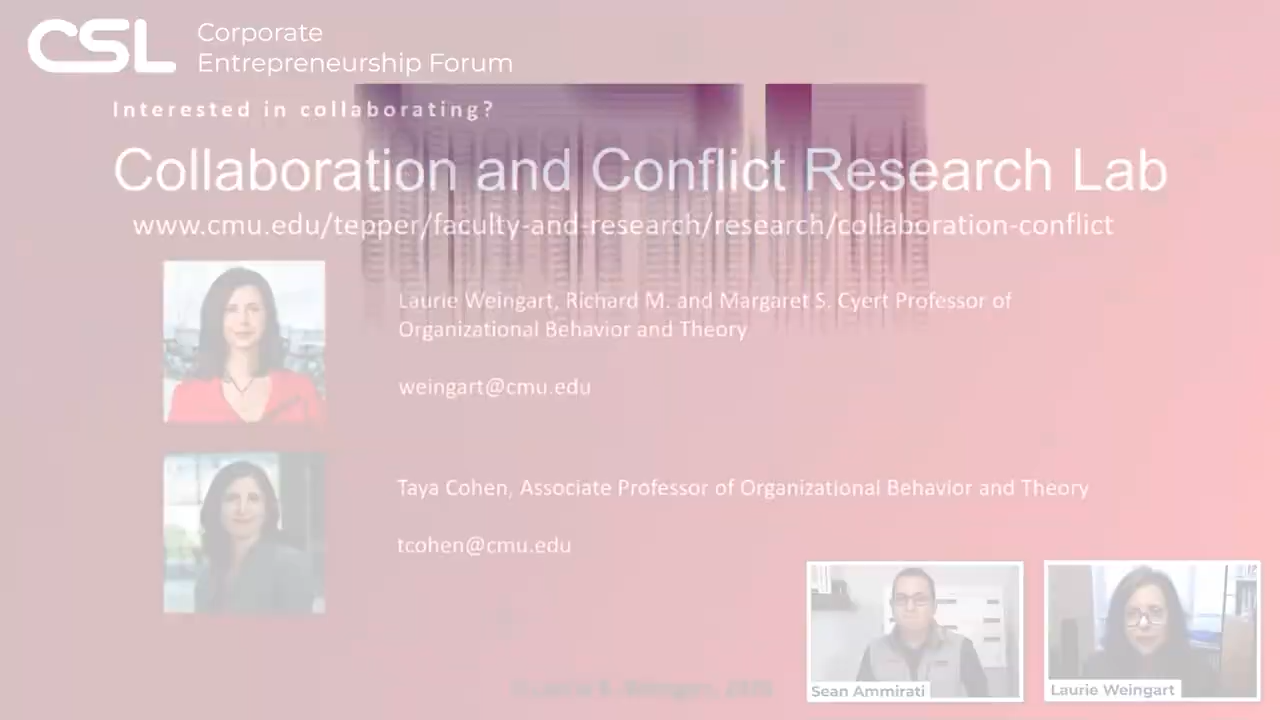 CSL
Corporate
Entrepreneurship Forum
Interested in collaborating?
Collaboration and Conflict Research Lab
www.cmu.edu/tepper/faculty-and-research/research/collaboration-conflict
Laurie Weingart, Richard M. and Margaret S. Cyert Professor of
Organizational Behavior and Theory
weingart@cmu.edu
Taya Cohen, Associate Professor of Organizational Behavior and Theory
tcohen@cmu.edu
Sean Ammirati
Laurie Weingart